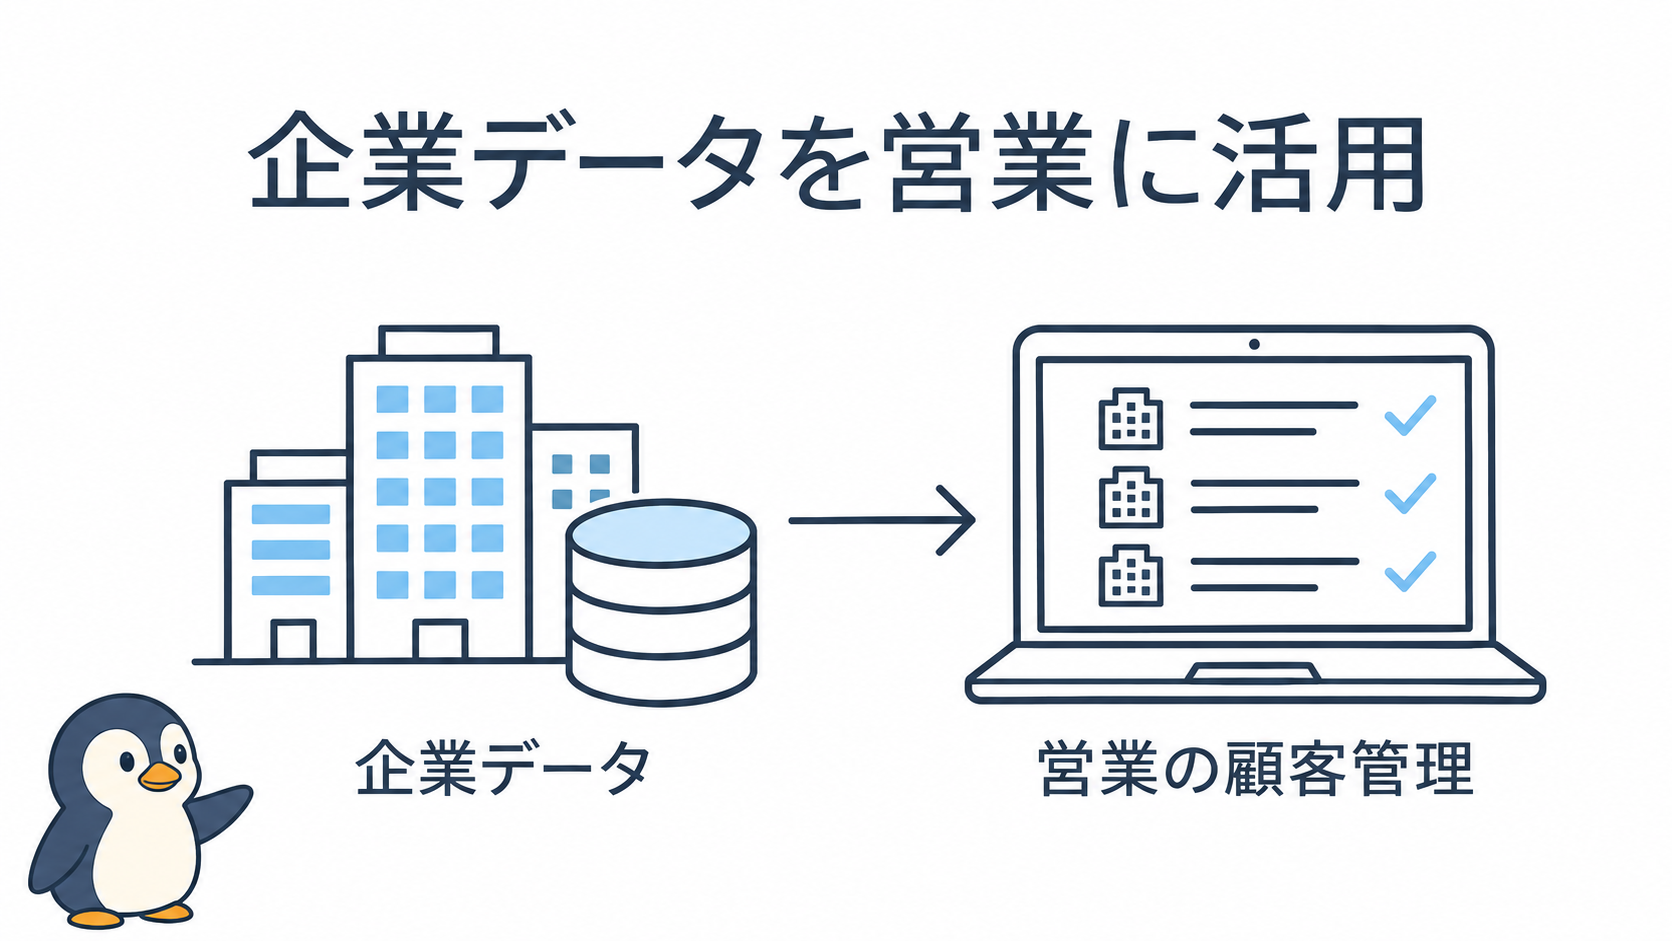 企業データを営業に活用
企業データ
営業の顧客管理